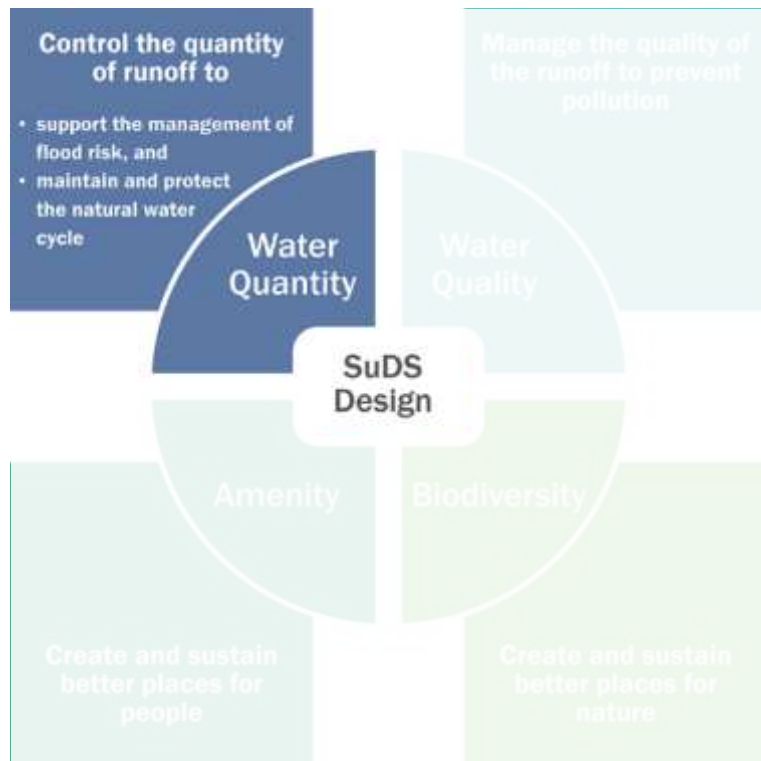 Control the quantity
of runoff to
• support the management of
flood risk, and
• maintain and protect
the natural water
cycle
Water
Quantity
Manage the quality of
the runoff to prevent
pollution
Water
Quality
SuDS
Design
Amenity
Biodiversity
Create and sustain
better places for
people
Create and sustain
better places for
nature